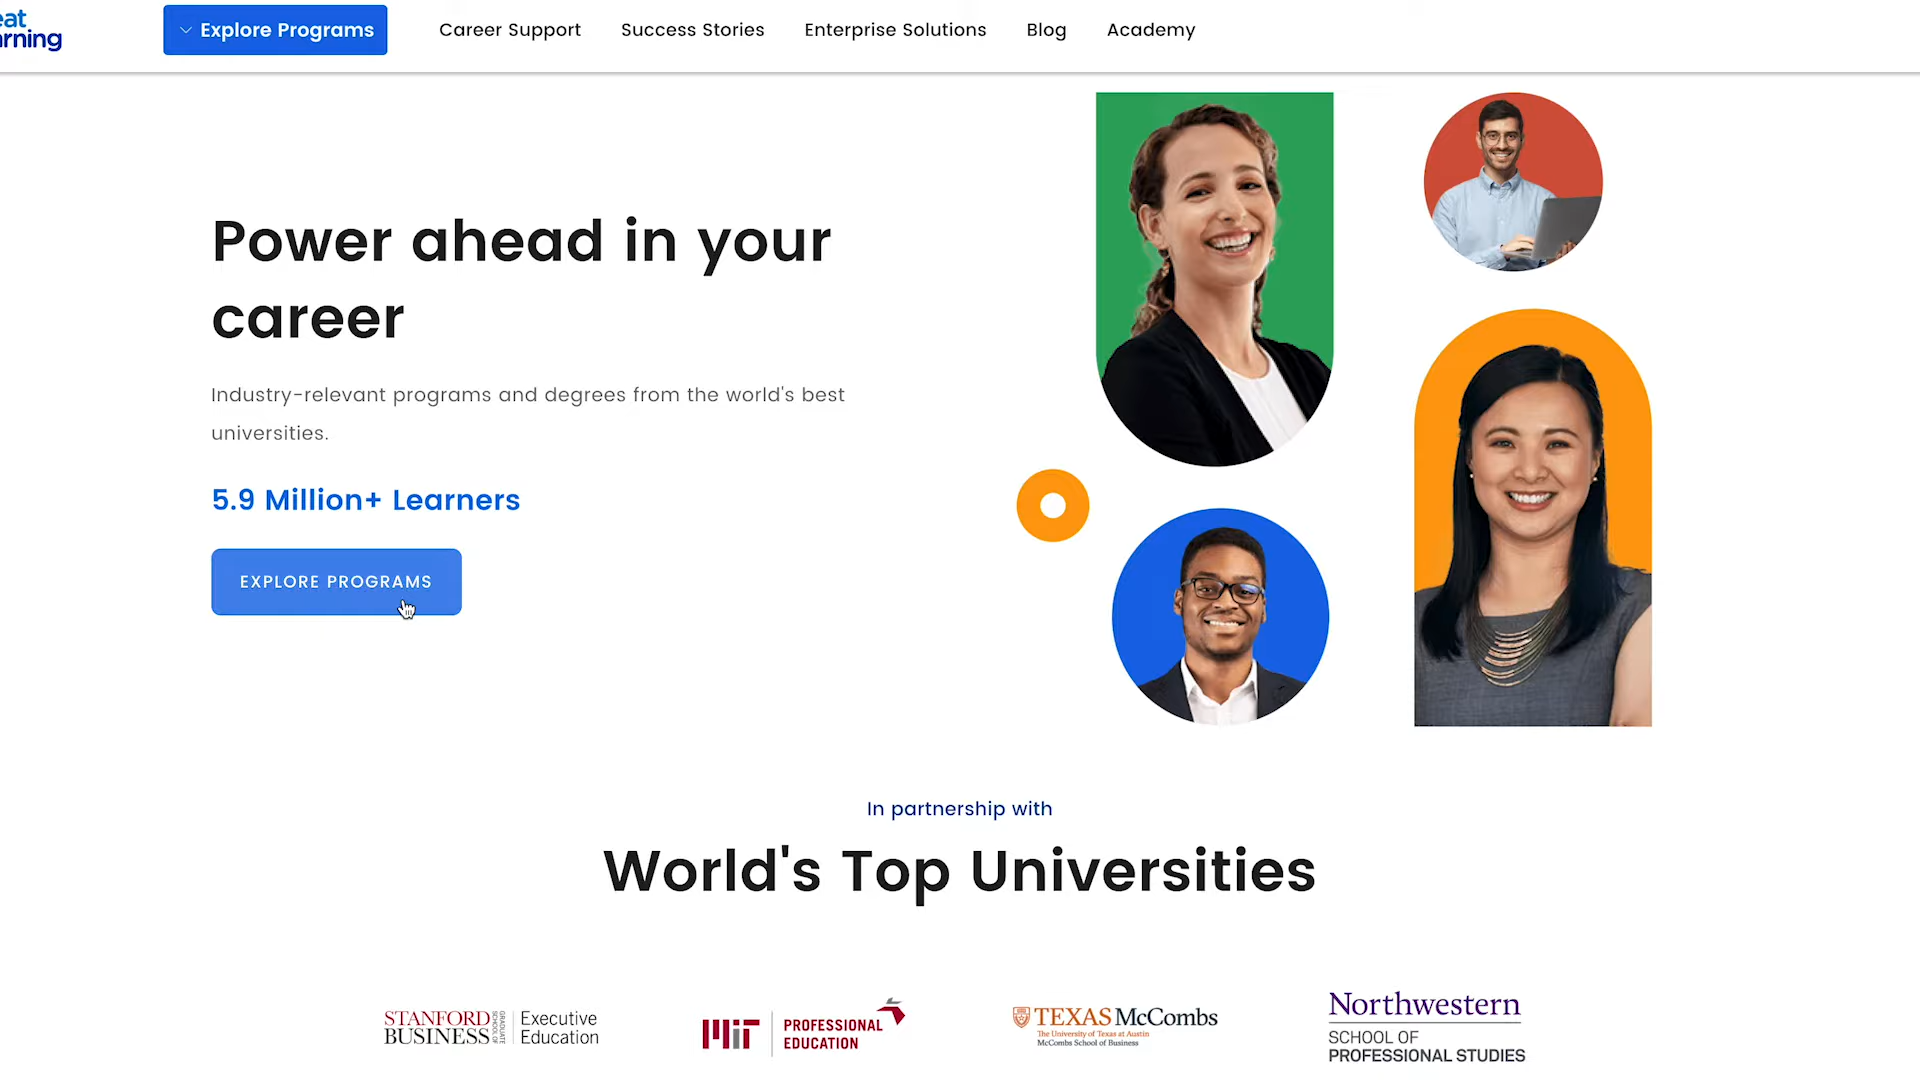 eat
rning
Explore Programs
Career Support
Success Stories
Enterprise Solutions
Blog
Academy
Power ahead in your
career
Industry-relevant programs and degrees from the world's best
universities.
5.9 Million+ Learners
EXPLORE PROGRAMS
In partnership with
World's Top Universities
STANFORD
BUSINESS
GRADUATE
SCHOOL OF
Executive
Education
MIT
PROFESSIONAL
EDUCATION
TEXAS McCombs
The University of Texas at Austin
McCombs School of Business
Northwestern
SCHOOL OF
PROFESSIONAL STUDIES